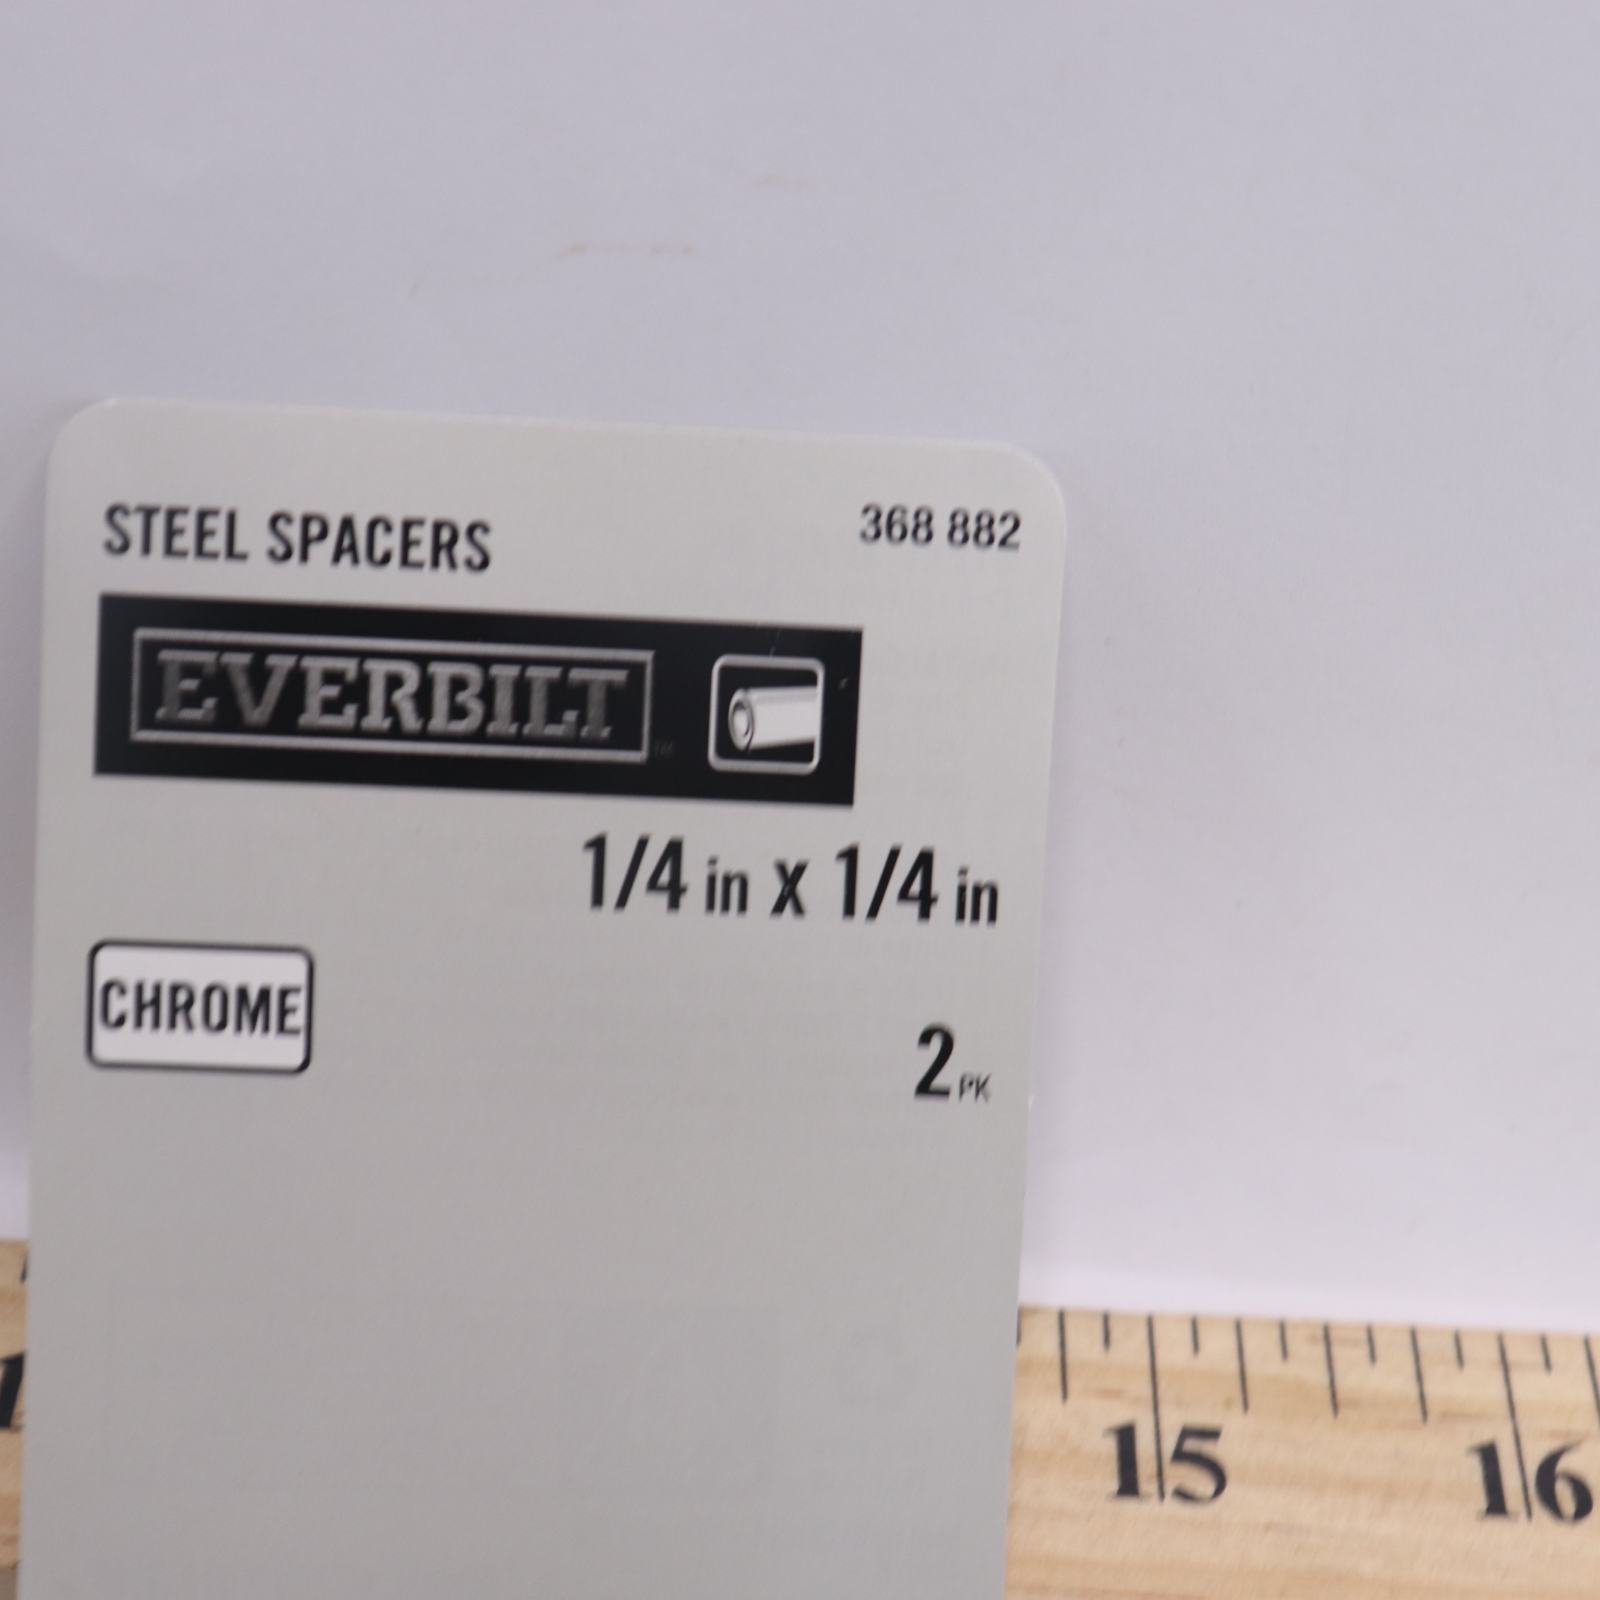 STEEL SPACERS 368 882
EVERBILT
1/4 in x 1/4 in
CHROME
2 PK
15 16